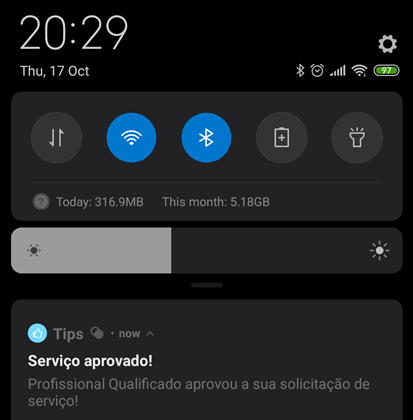 20:29
Thu, 17 Oct
97
? Today: 316.9MB This month: 5.18GB
Tips • now
Serviço aprovado!
Profissional Qualificado aprovou a sua solicitação de
serviço!